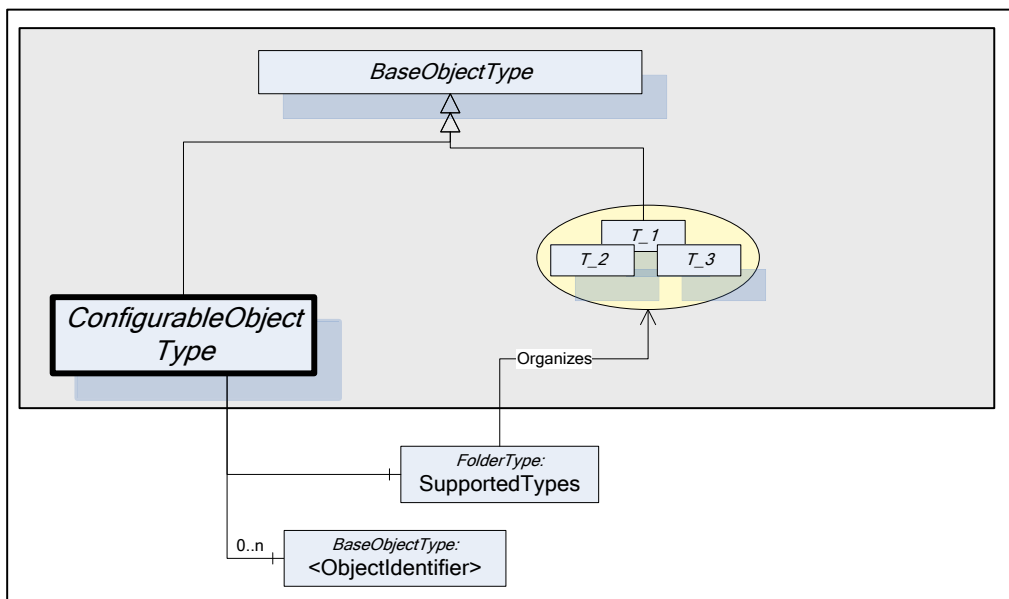 BaseObjectType
T_1
T_2
T_3
ConfigurableObject
Type
Organizes
FolderType:
SupportedTypes
0..n
BaseObjectType:
<ObjectIdentifier>